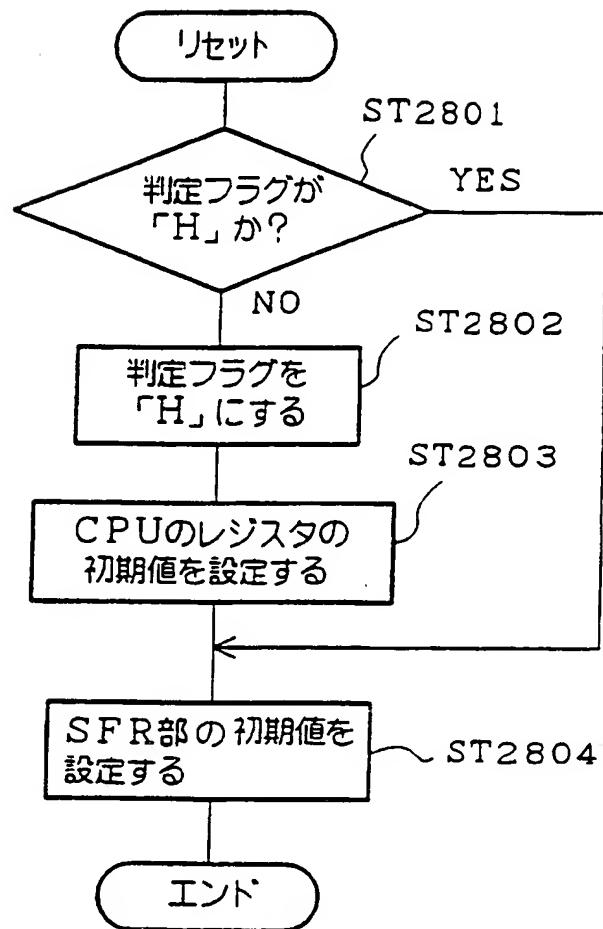 リセット
ST2801
判定フラグが
「H」か?
YES
NO
ST2802
判定フラグを
「H」にする
ST2803
CPUのレジスタの
初期値を設定する
SFR部の初期値を
設定する
ST2804
エンド